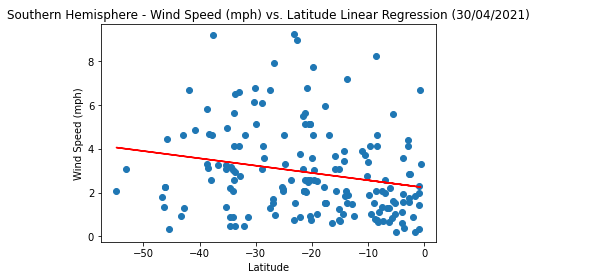 Southern Hemisphere - Wind Speed (mph) vs. Latitude Linear Regression (30/04/2021)
Wind Speed (mph)
8
6
4
2
0
−50 −40 −30 −20 −10 0
Latitude